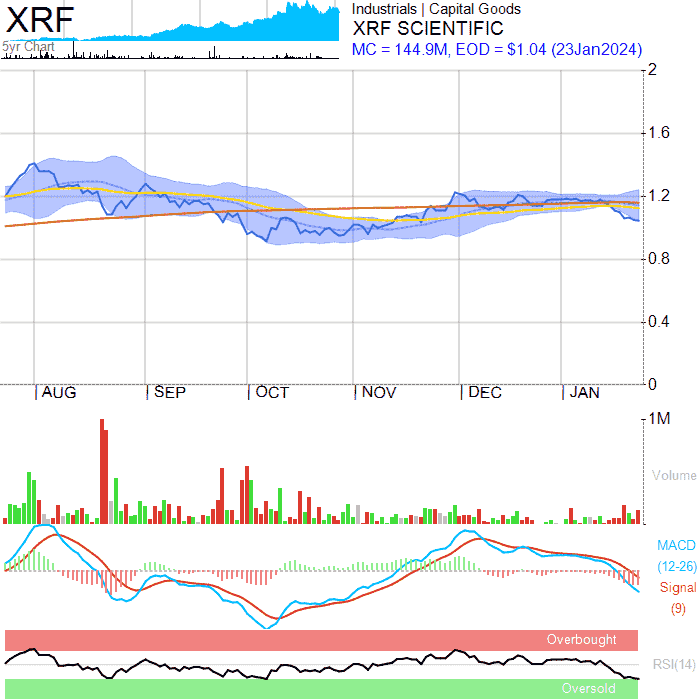 XRF
5yr Chart
Industrials | Capital Goods
XRF SCIENTIFIC
MC = 144.9M, EOD = $1.04 (23Jan2024)
2
1.6
1.2
0.8
0.4
0
AUG SEP OCT NOV DEC JAN
1M
Volume
MACD
(12-26)
Signal
(9)
Overbought
RSI(14)
Oversold